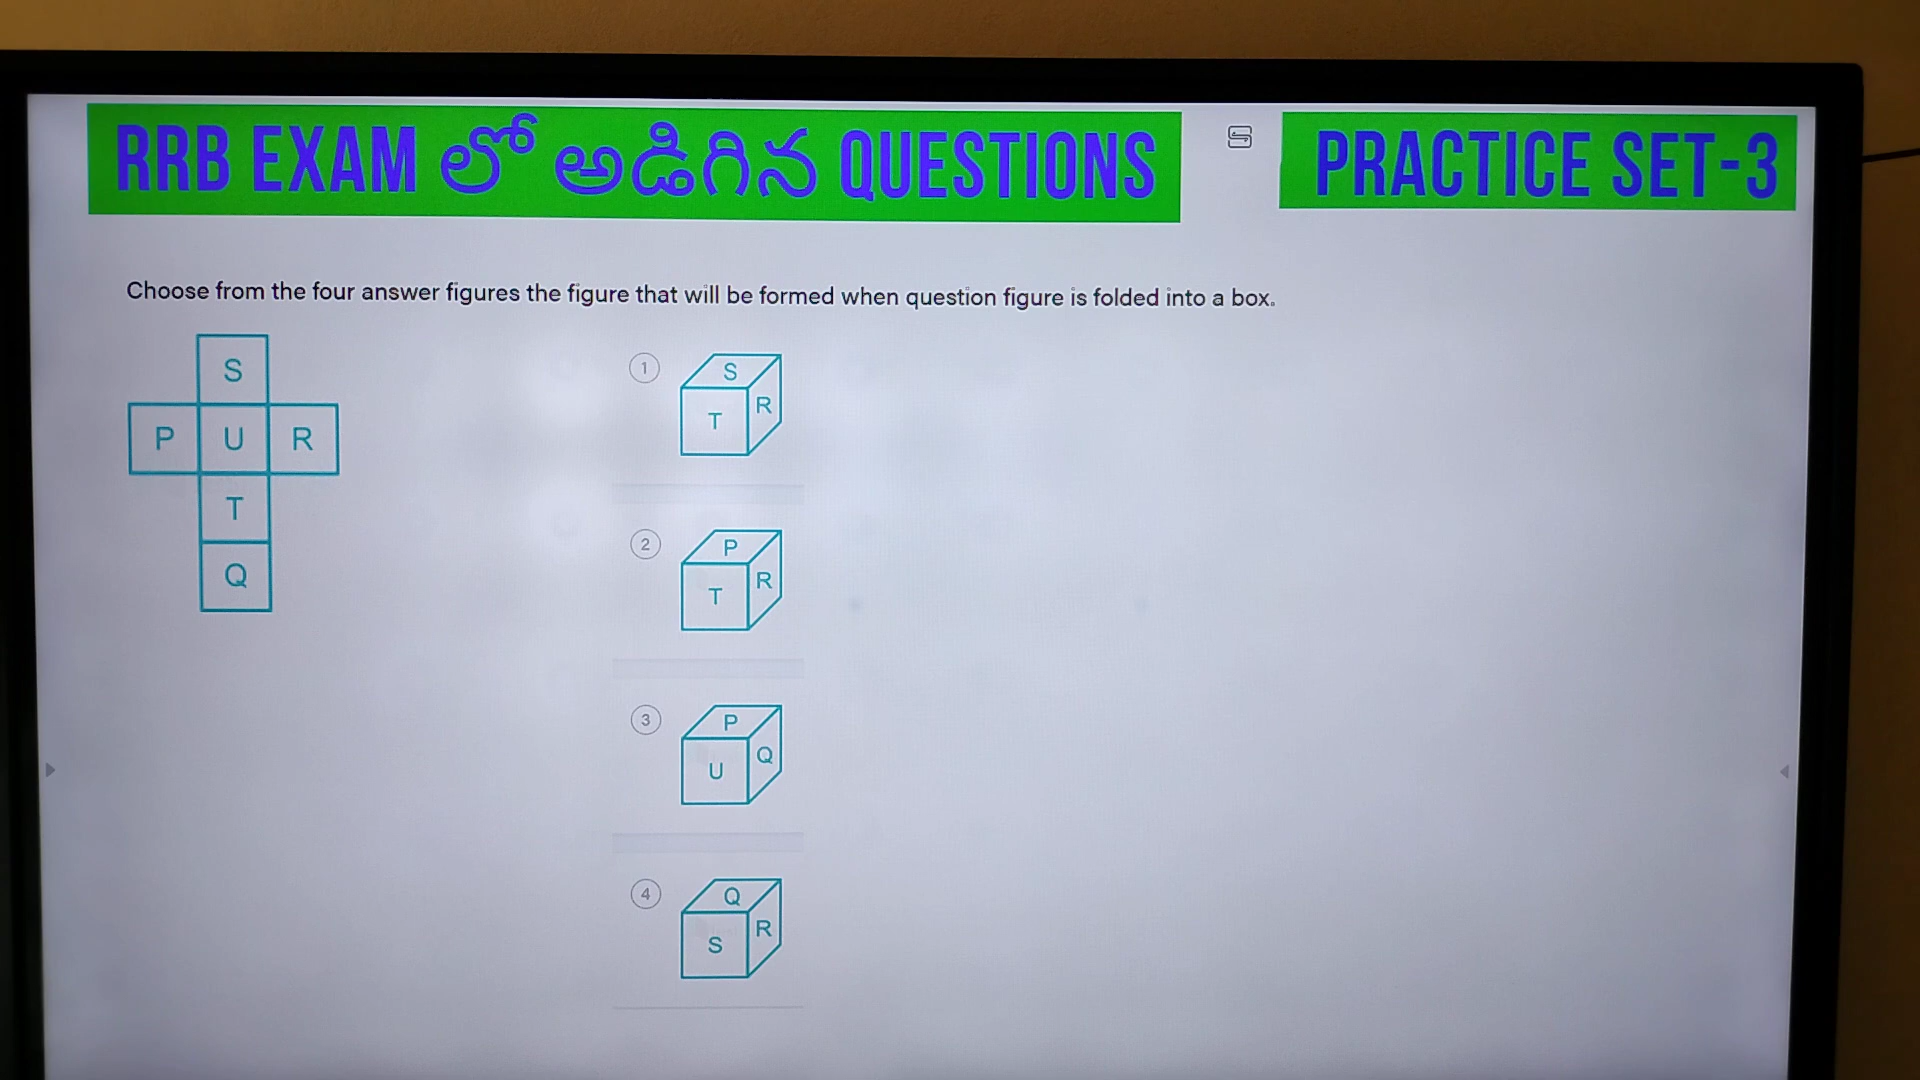 RRB EXAM లో అడిగిన QUESTIONS
PRACTICE SET-3
Choose from the four answer figures the figure that will be formed when question figure is folded into a box.
S
P U R
T
Q
1
S
T R
2
P
T R
3
P
U Q
4
Q
S R